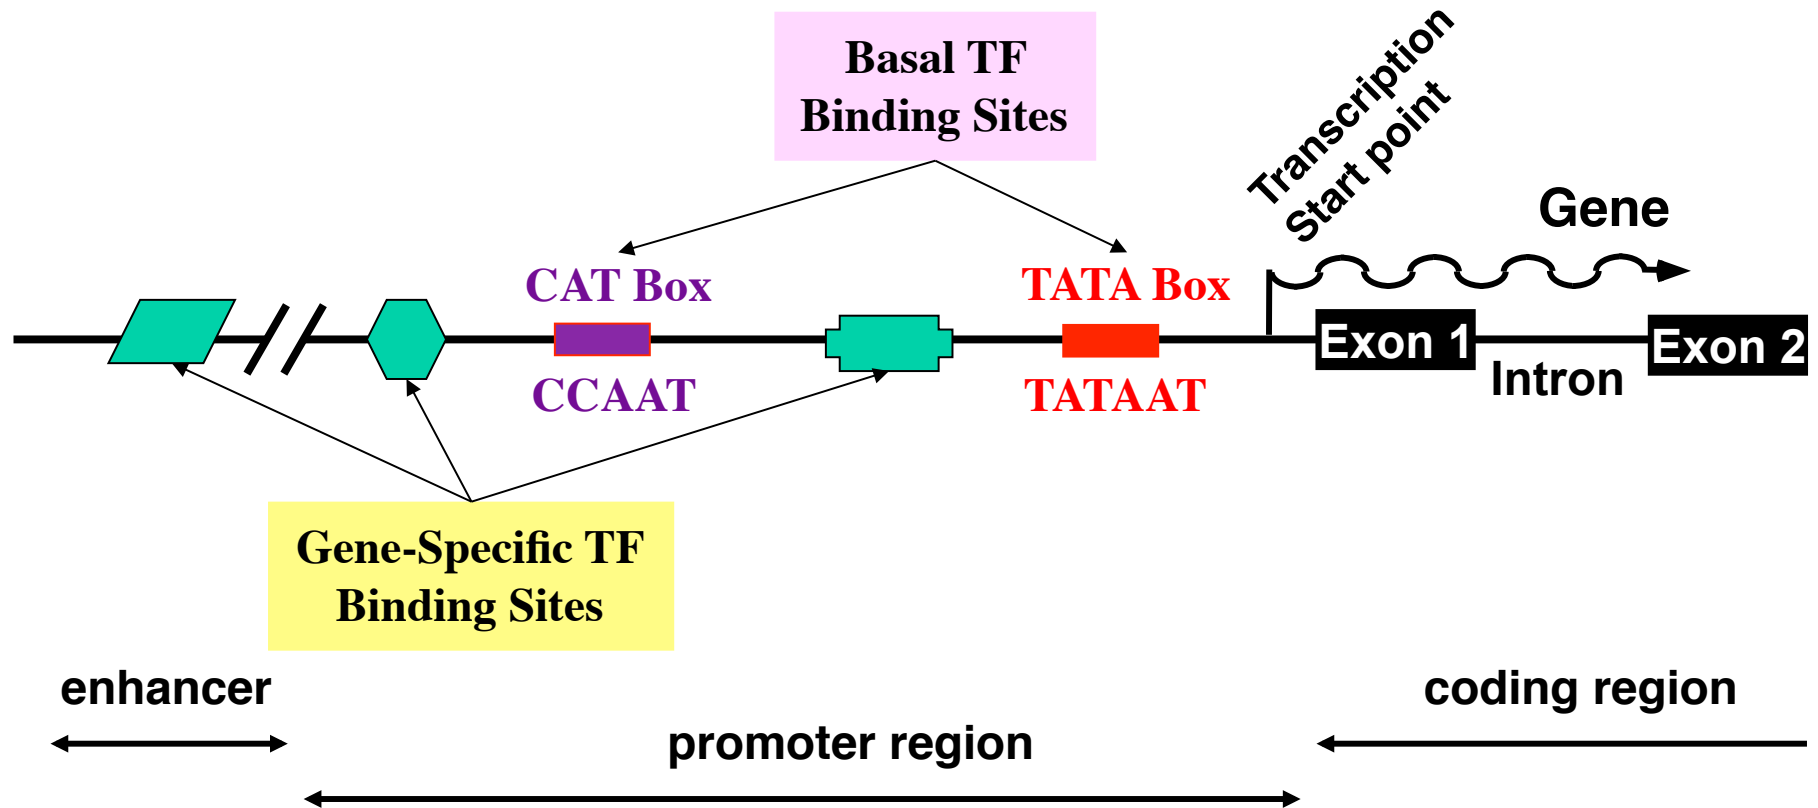 Basal TF
Binding Sites
Transcription
Start point
Gene
CAT Box
TATA Box
Exon 1
Exon 2
Intron
CCAAT
TATAAT
Gene-Specific TF
Binding Sites
enhancer
promoter region
coding region